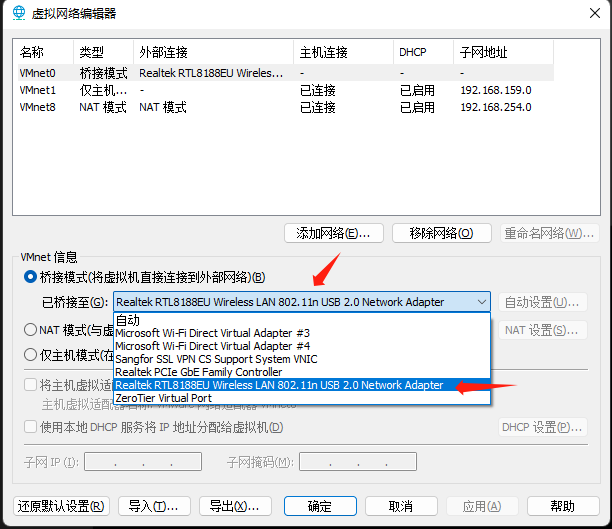 虚拟网络编辑器
名称 类型 外部连接 主机连接 DHCP 子网地址
VMnet0 桥接模式 Realtek RTL8188EU Wireles... - - -
VMnet1 仅主机... - 已连接 已启用 192.168.159.0
VMnet8 NAT 模式 NAT 模式 已连接 已启用 192.168.254.0
添加网络(E)... 移除网络(O) 重命名网络(W)...
VMnet 信息
桥接模式(将虚拟机直接连接到外部网络)(B)
已桥接至(G): Realtek RTL8188EU Wireless LAN 802.11n USB 2.0 Network Adapter 自动设置(U)...
自动
Microsoft Wi-Fi Direct Virtual Adapter #3
NAT 模式(与虚 NAT 设置(S)...
Microsoft Wi-Fi Direct Virtual Adapter #4
仅主机模式(在
Sangfor SSL VPN CS Support System VNIC
Realtek PCIe GbE Family Controller
将主机虚拟适
Realtek RTL8188EU Wireless LAN 802.11n USB 2.0 Network Adapter
ZeroTier Virtual Port
使用本地 DHCP 服务将 IP 地址分配给虚拟机(D) DHCP 设置(P)...
子网 IP (I): . . . 子网掩码(M): . . .
还原默认设置(R) 导入(T)... 导出(X)... 确定 取消 应用(A) 帮助